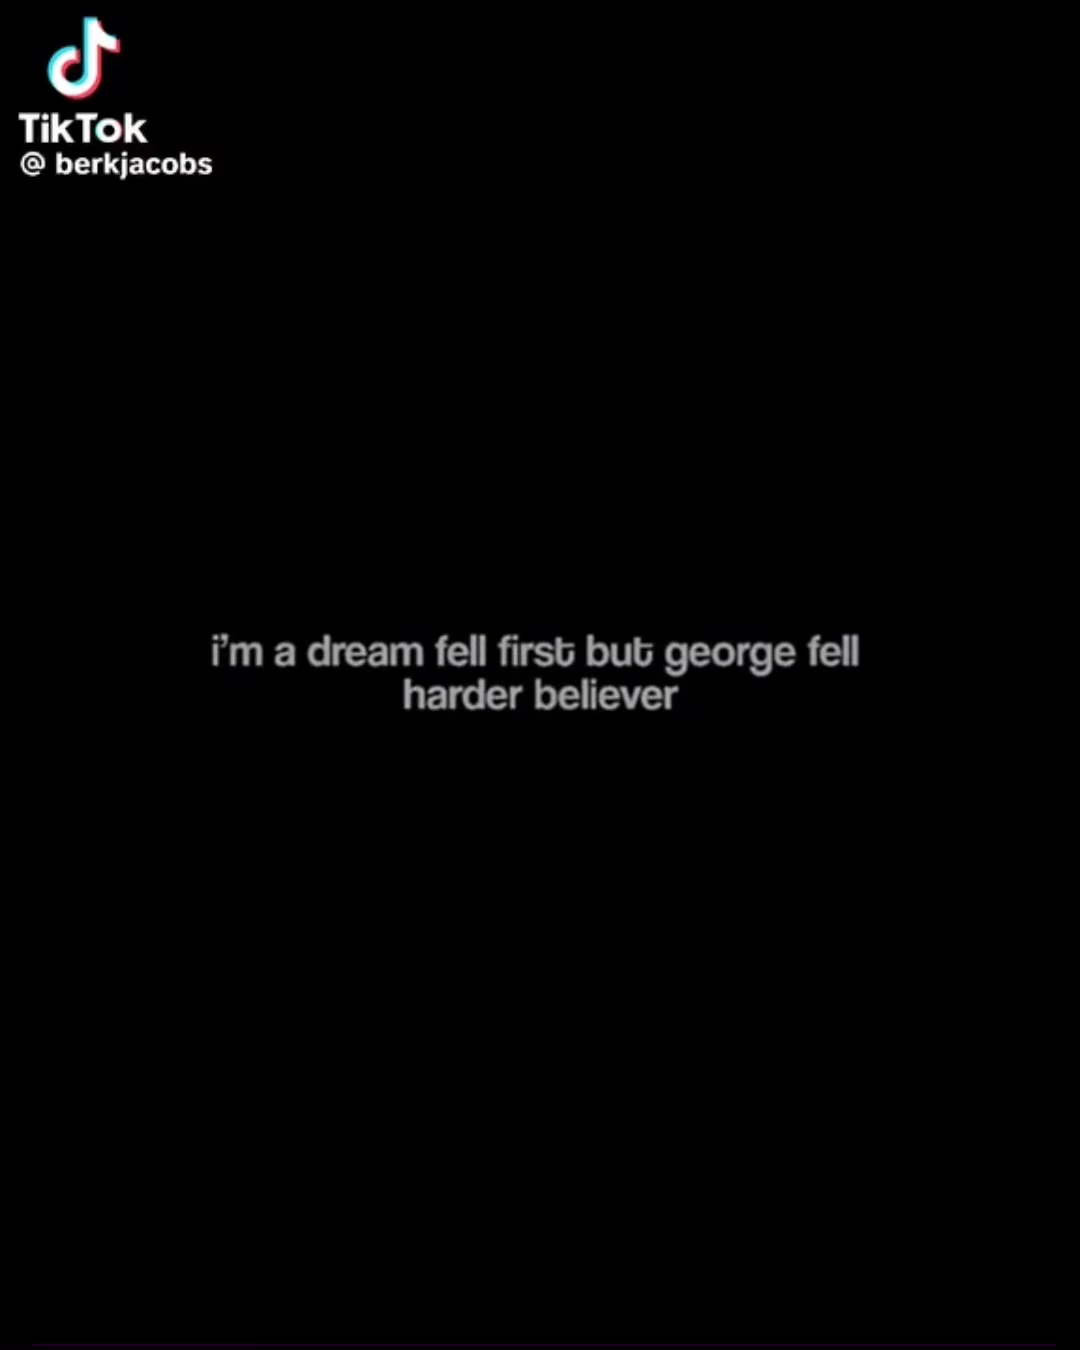 TikTok
@ berkjacobs
i'm a dream fell first but george fell
harder believer